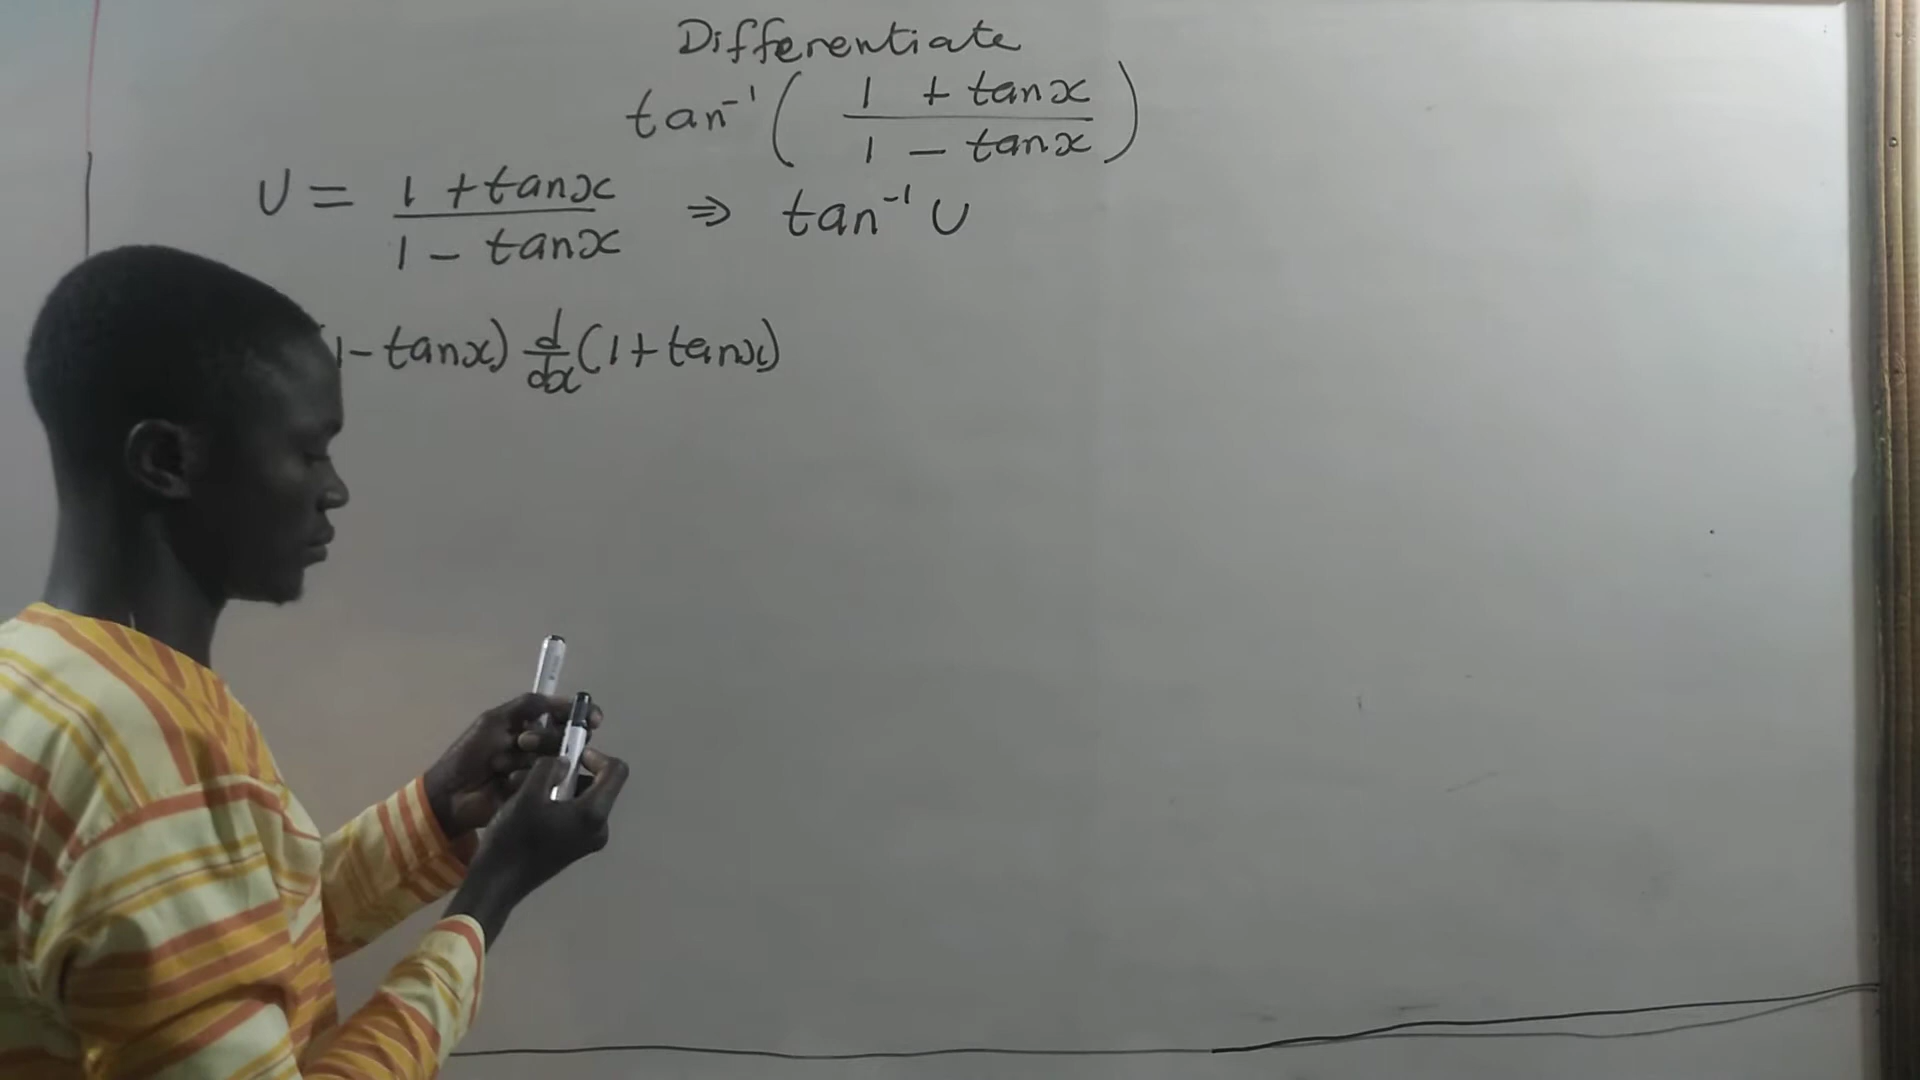 Differentiate
tan⁻¹ ( (1 + tanx) / (1 - tanx) )
U = (1 + tanx) / (1 - tanx) ⇒ tan⁻¹ U
1 - tanx) d/dx (1 + tanx)